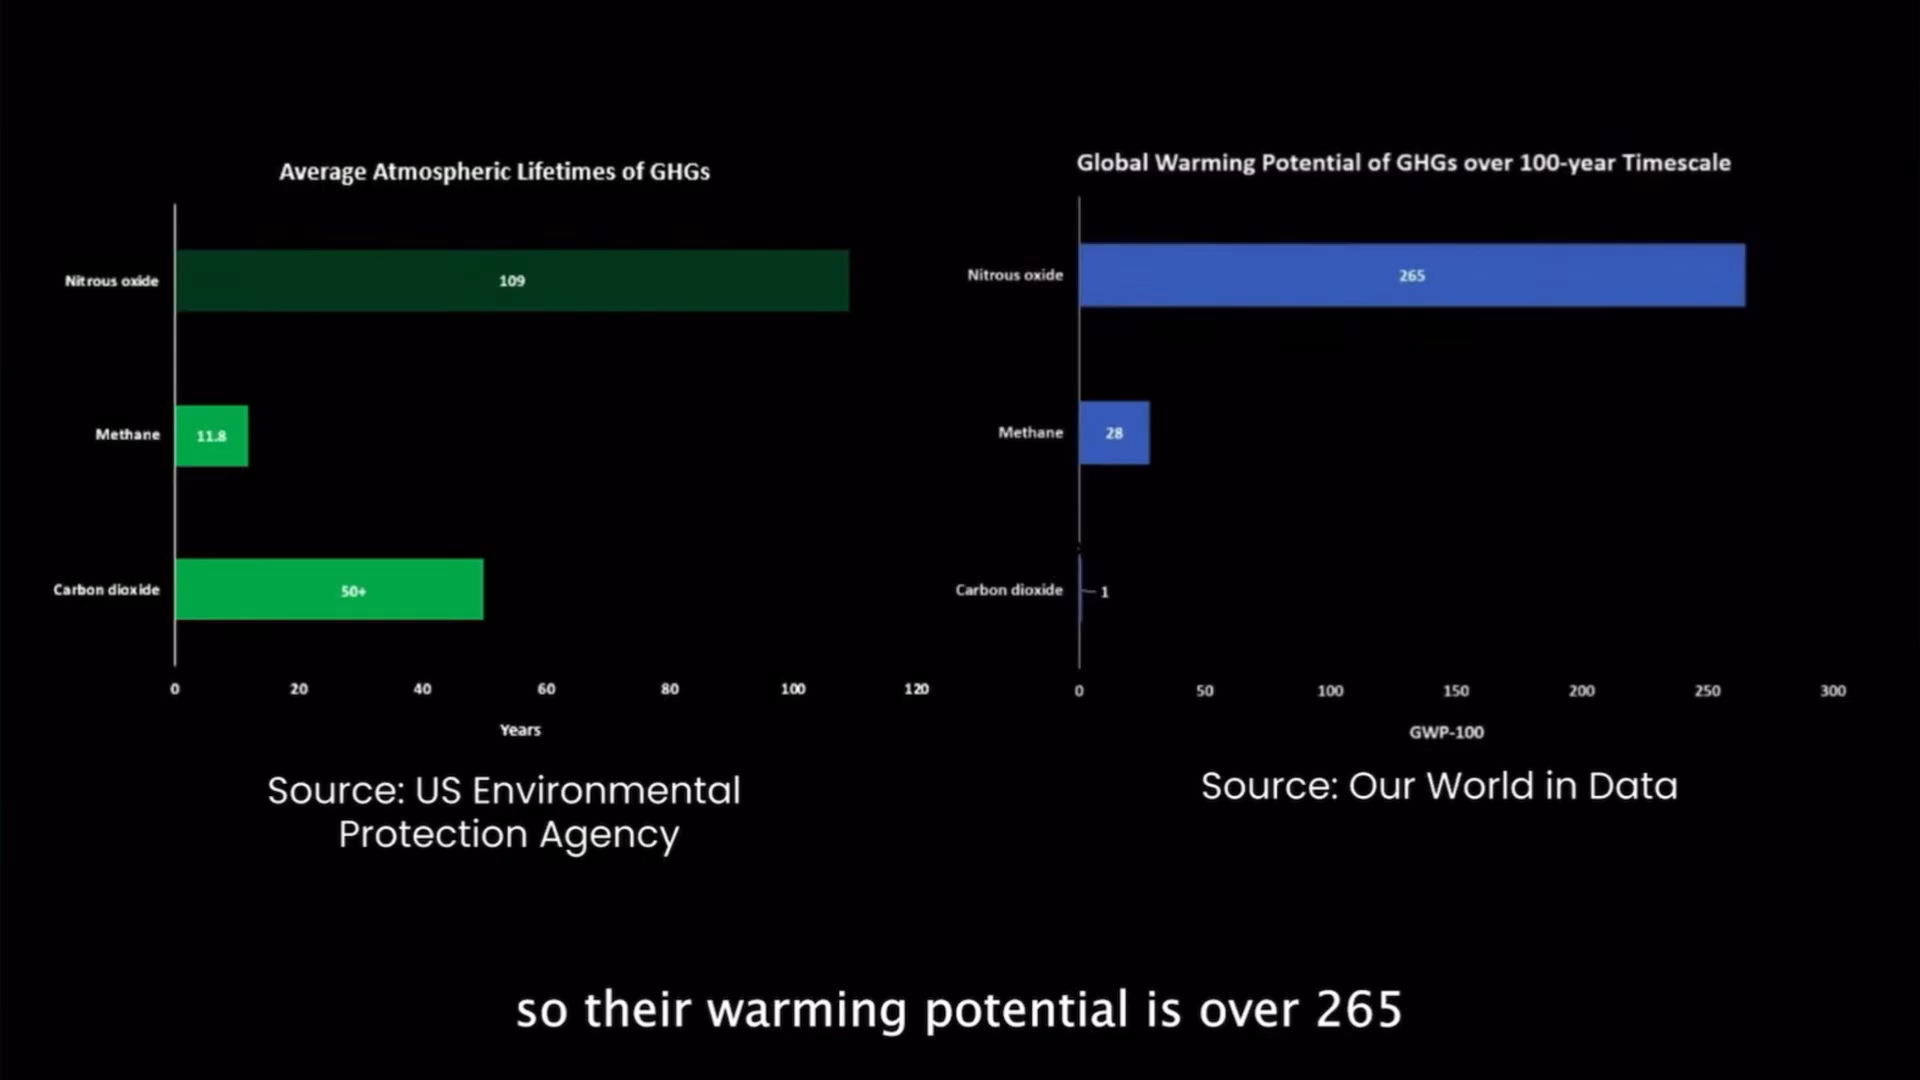 Average Atmospheric Lifetimes of GHGs
Nitrous oxide
109
Methane
11.8
Carbon dioxide
50+
0 20 40 60 80 100 120
Years
Source: US Environmental
Protection Agency
Global Warming Potential of GHGs over 100-year Timescale
Nitrous oxide
265
Methane
28
Carbon dioxide
1
0 50 100 150 200 250 300
GWP-100
Source: Our World in Data
so their warming potential is over 265